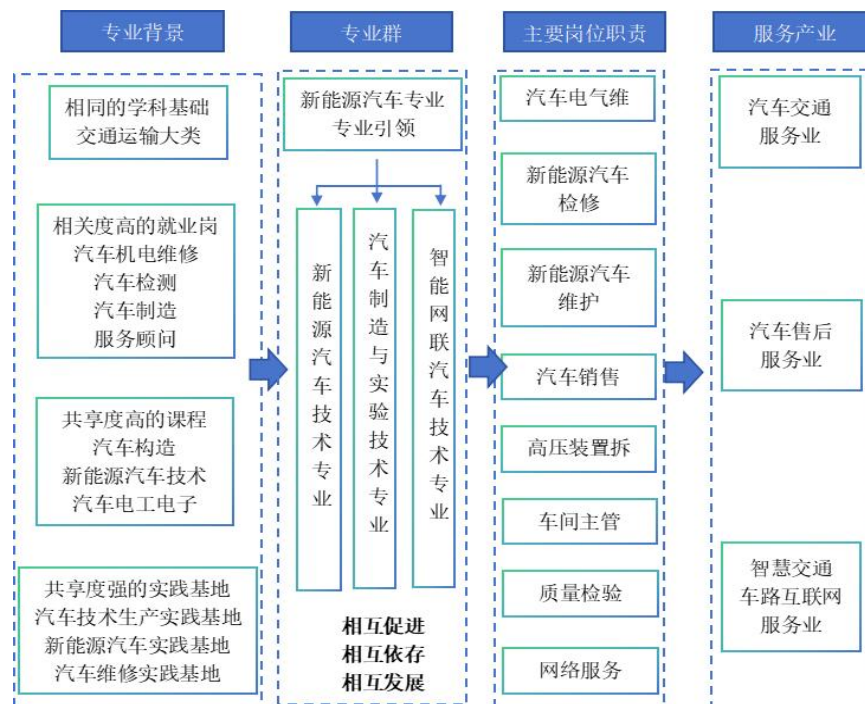 专业背景
专业群
主要岗位职责
服务产业
相同的学科基础
交通运输大类
相关度高的就业岗
汽车机电维修
汽车检测
汽车制造
服务顾问
共享度高的课程
汽车构造
新能源汽车技术
汽车电工电子
共享度强的实践基地
汽车技术生产实践基地
新能源汽车实践基地
汽车维修实践基地
新能源汽车专业
专业引领
新能源汽车技术专业
汽车制造与实验技术专业
智能网联汽车技术专业
相互促进
相互依存
相互发展
汽车电气维
新能源汽车
检修
新能源汽车
维护
汽车销售
高压装置拆
车间主管
质量检验
网络服务
汽车交通
服务业
汽车售后
服务业
智慧交通
车路互联网
服务业